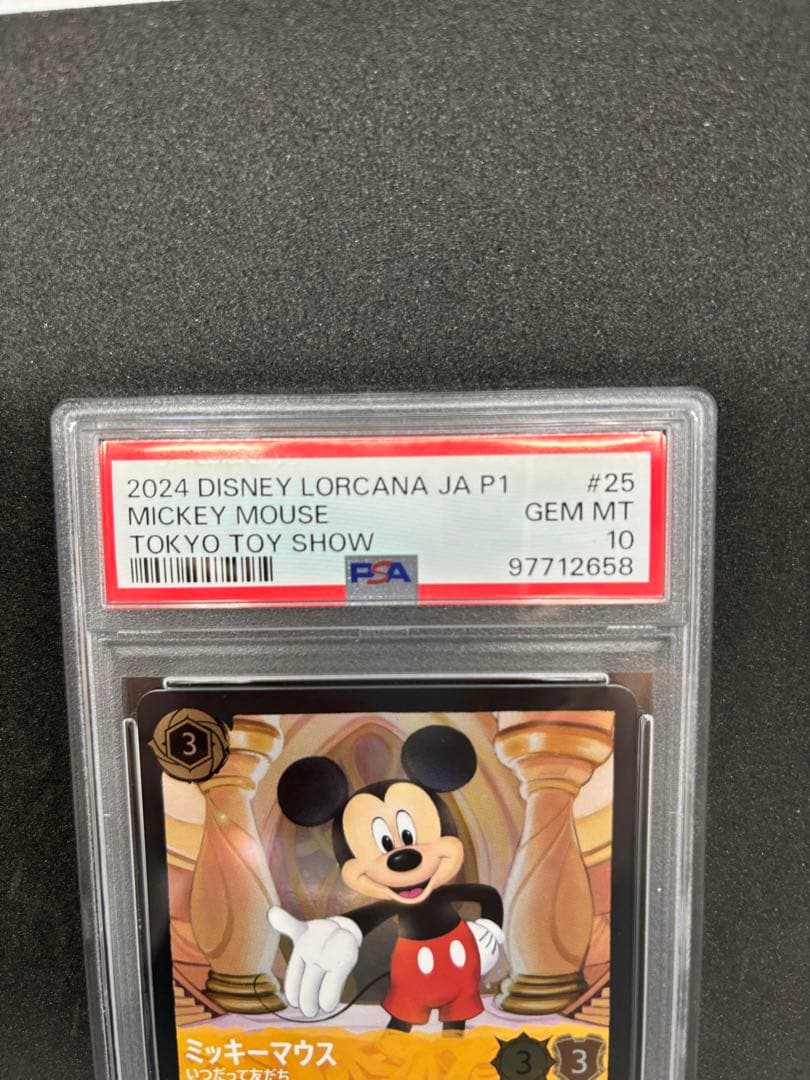 2024 DISNEY LORCANA JA P1 #25
MICKEY MOUSE GEM MT
TOKYO TOY SHOW 10
PSA 97712658
3
ミッキーマウス
いつだって友だち
3 3